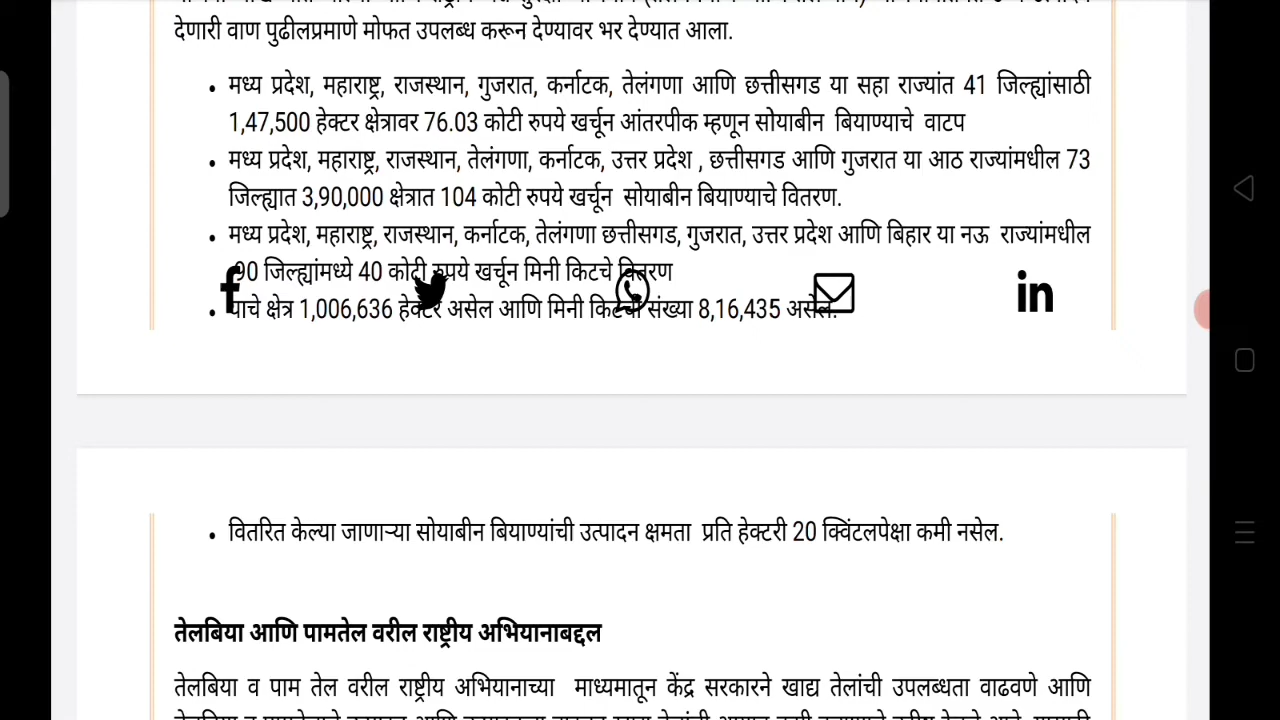 देणारी वाण पुढीलप्रमाणे मोफत उपलब्ध करून देण्यावर भर देण्यात आला.
• मध्य प्रदेश, महाराष्ट्र, राजस्थान, गुजरात, कर्नाटक, तेलंगणा आणि छत्तीसगड या सहा राज्यांत 41 जिल्ह्यांसाठी
1,47,500 हेक्टर क्षेत्रावर 76.03 कोटी रुपये खर्चून आंतरपीक म्हणून सोयाबीन बियाण्याचे वाटप
• मध्य प्रदेश, महाराष्ट्र, राजस्थान, तेलंगणा, कर्नाटक, उत्तर प्रदेश , छत्तीसगड आणि गुजरात या आठ राज्यांमधील 73
जिल्ह्यात 3,90,000 क्षेत्रात 104 कोटी रुपये खर्चून सोयाबीन बियाण्याचे वितरण.
• मध्य प्रदेश, महाराष्ट्र, राजस्थान, कर्नाटक, तेलंगणा छत्तीसगड, गुजरात, उत्तर प्रदेश आणि बिहार या नऊ राज्यांमधील
90 जिल्ह्यांमध्ये 40 कोटी रुपये खर्चून मिनी किटचे वितरण
• याचे क्षेत्र 1,006,636 हेक्टर असेल आणि मिनी किटची संख्या 8,16,435 असेल.
• वितरित केल्या जाणाऱ्या सोयाबीन बियाण्यांची उत्पादन क्षमता प्रति हेक्टरी 20 क्विंटलपेक्षा कमी नसेल.
तेलबिया आणि पामतेल वरील राष्ट्रीय अभियानाबद्दल
तेलबिया व पाम तेल वरील राष्ट्रीय अभियानाच्या माध्यमातून केंद्र सरकारने खाद्य तेलांची उपलब्धता वाढवणे आणि